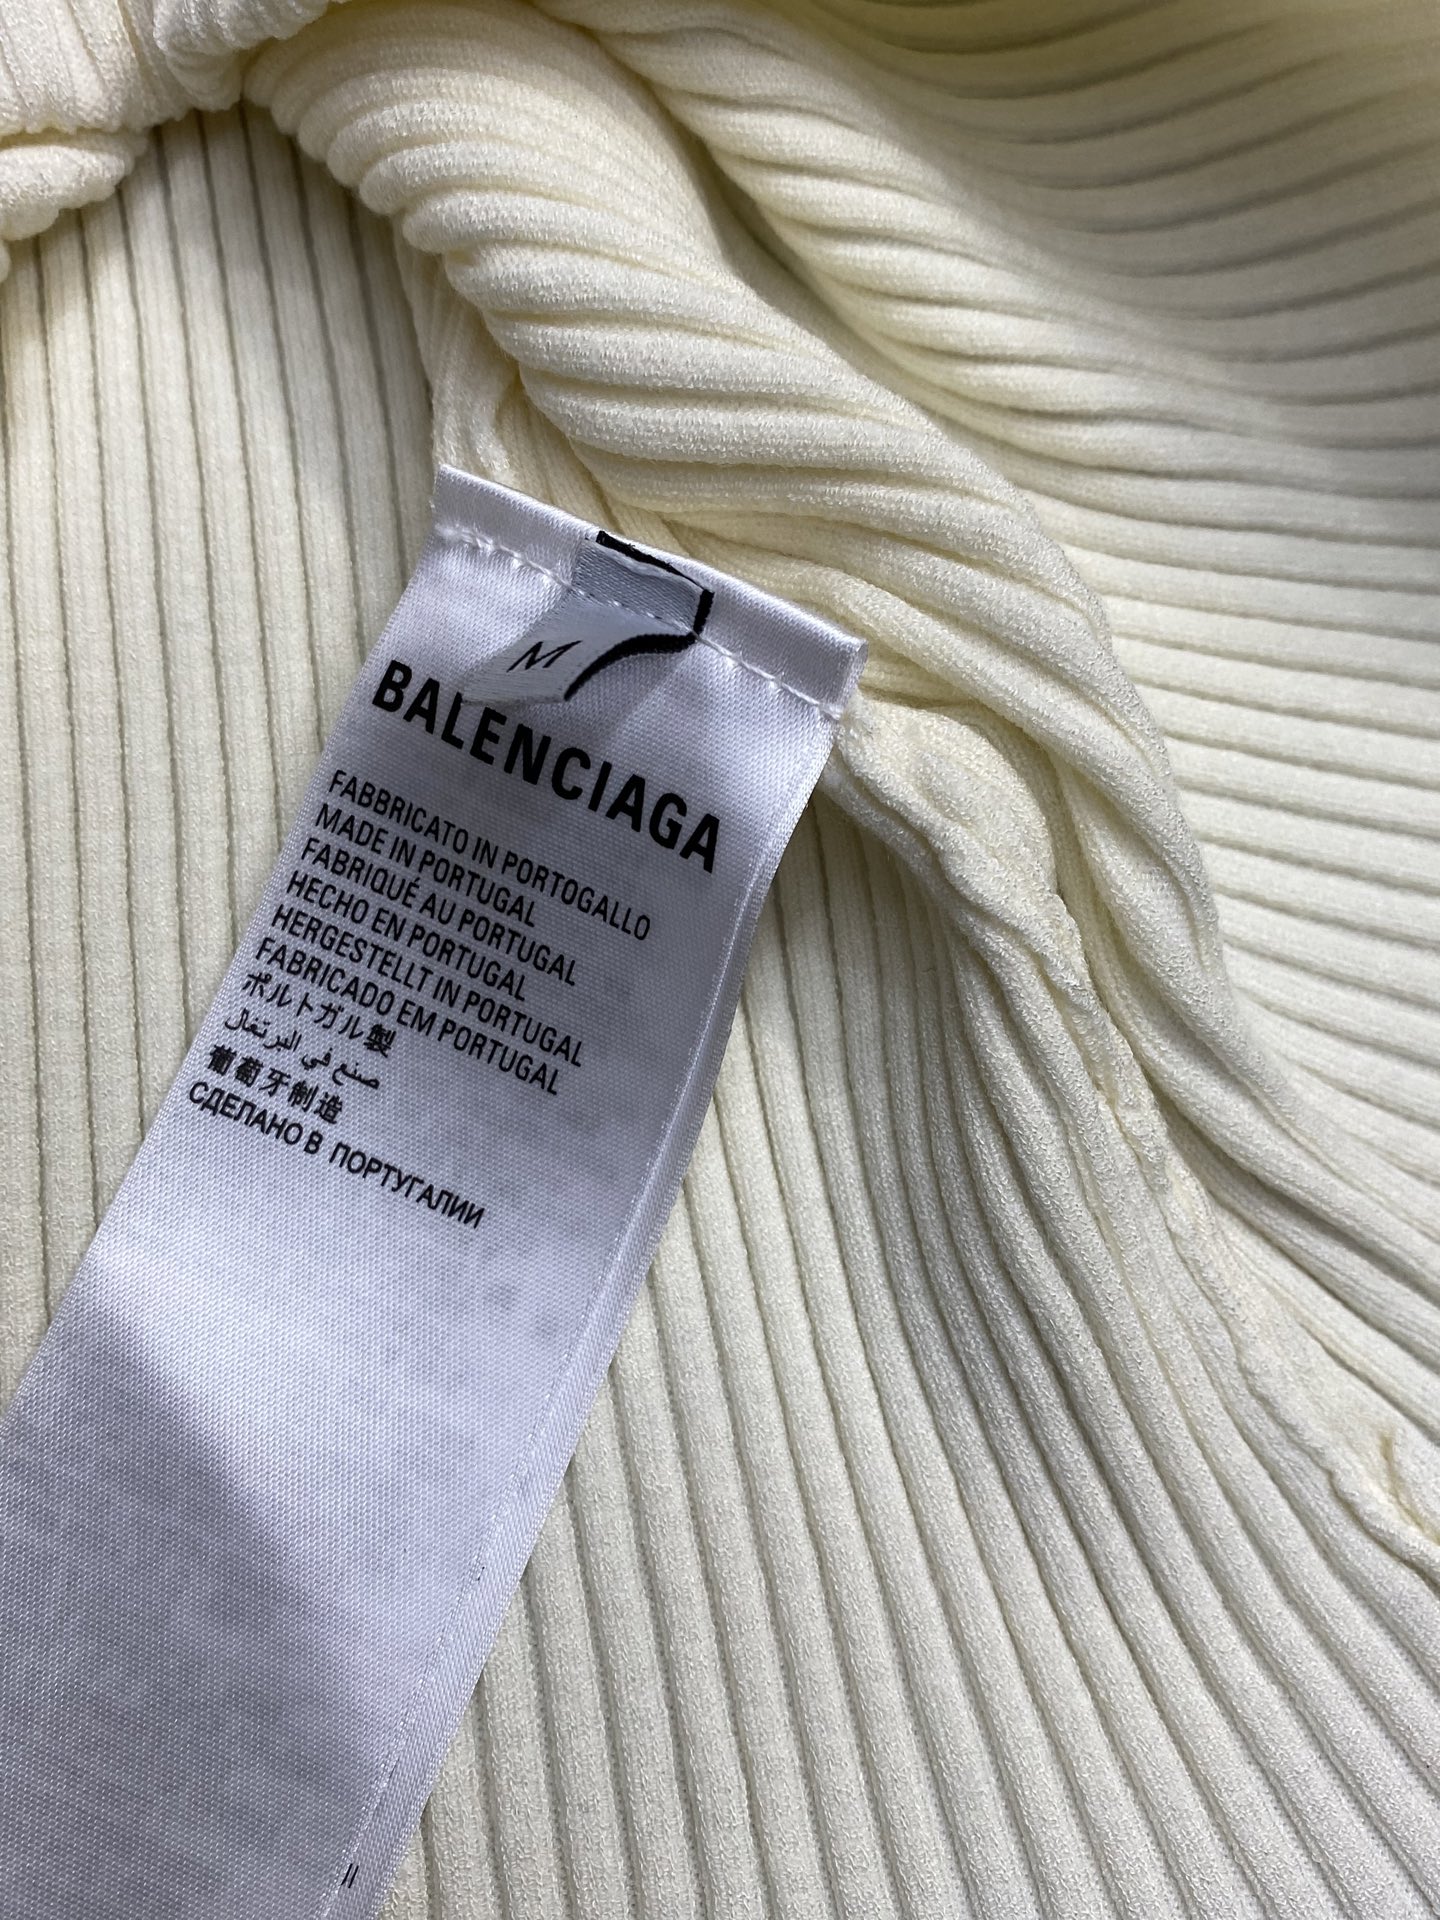 M
BALENCIAGA
FABBRICATO IN PORTOGALLO
MADE IN PORTUGAL
FABRIQUÉ AU PORTUGAL
HECHO EN PORTUGAL
HERGESTELLT IN PORTUGAL
FABRICADO EM PORTUGAL
ポルトガル製
صنع في البرتغال
葡萄牙制造
СДЕЛАНО В ПОРТУГАЛИИ